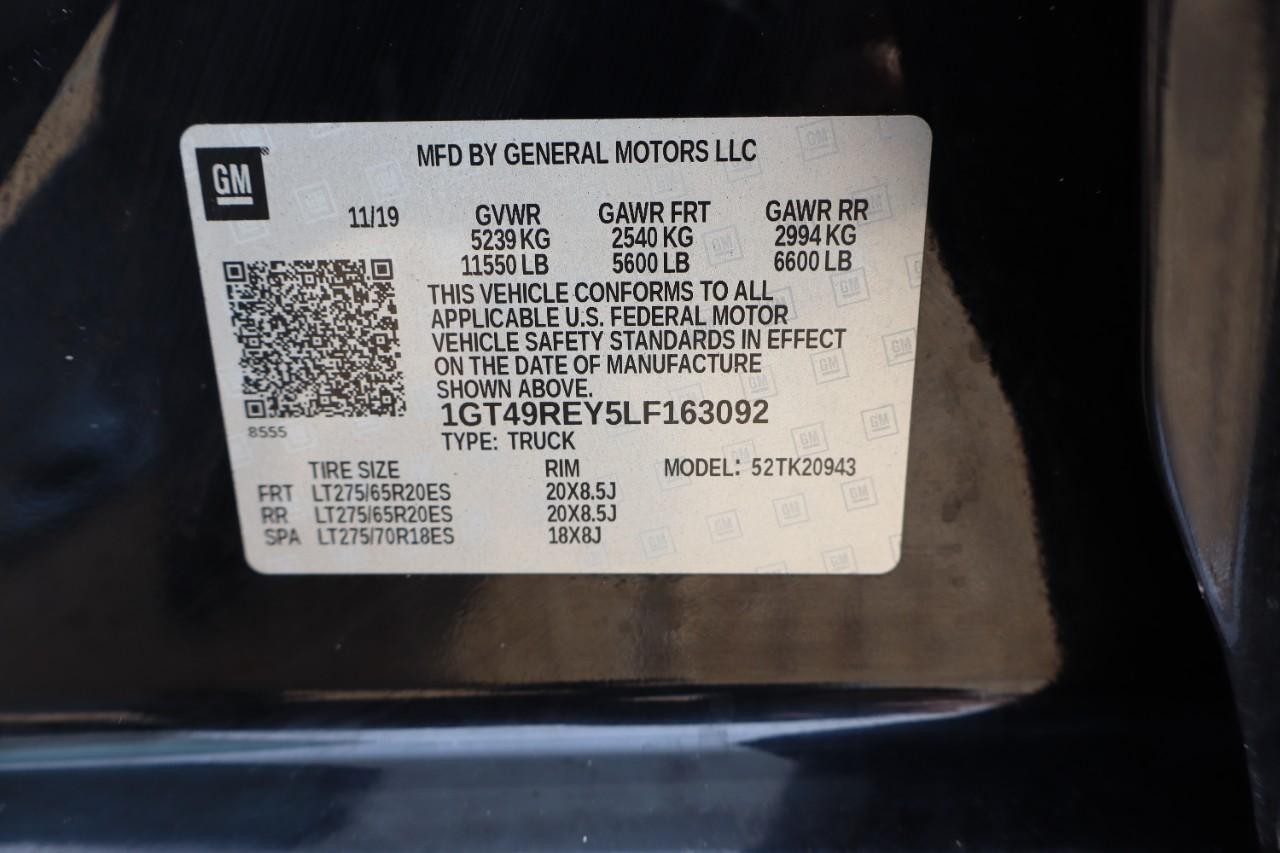 GM
MFD BY GENERAL MOTORS LLC
11/19 GVWR GAWR FRT GAWR RR
5239 KG 2540 KG 2994 KG
11550 LB 5600 LB 6600 LB
THIS VEHICLE CONFORMS TO ALL
APPLICABLE U.S. FEDERAL MOTOR
VEHICLE SAFETY STANDARDS IN EFFECT
ON THE DATE OF MANUFACTURE
SHOWN ABOVE.
1GT49REY5LF163092
8555
TYPE: TRUCK
TIRE SIZE RIM MODEL: 52TK20943
FRT LT275/65R20ES 20X8.5J
RR LT275/65R20ES 20X8.5J
SPA LT275/70R18ES 18X8J